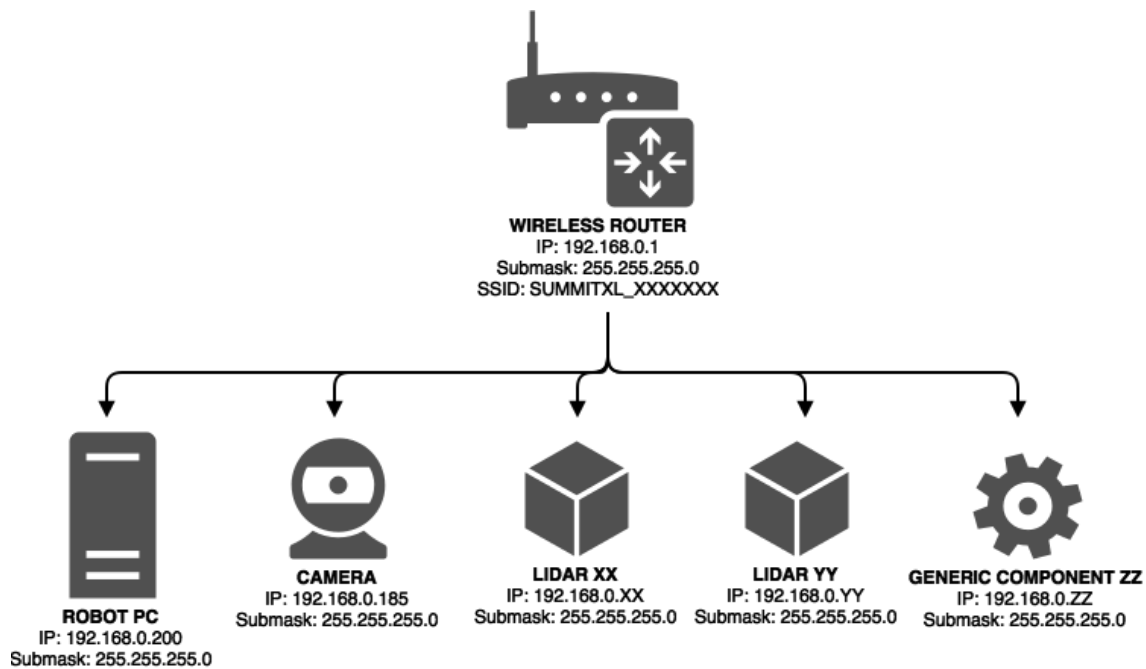 WIRELESS ROUTER
IP: 192.168.0.1
Submask: 255.255.255.0
SSID: SUMMITXL_XXXXXXX
ROBOT PC
IP: 192.168.0.200
Submask: 255.255.255.0
CAMERA
IP: 192.168.0.185
Submask: 255.255.255.0
LIDAR XX
IP: 192.168.0.XX
Submask: 255.255.255.0
LIDAR YY
IP: 192.168.0.YY
Submask: 255.255.255.0
GENERIC COMPONENT ZZ
IP: 192.168.0.ZZ
Submask: 255.255.255.0